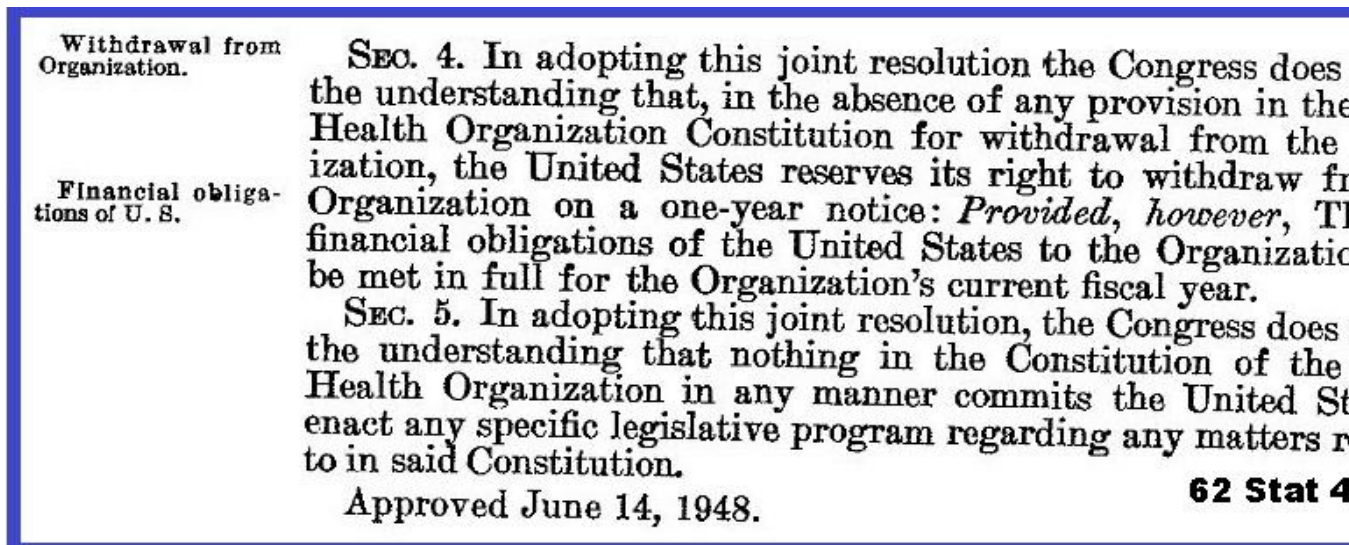 Withdrawal from
Organization.
Financial obliga-
tions of U. S.
SEC. 4. In adopting this joint resolution the Congress does
the understanding that, in the absence of any provision in the
Health Organization Constitution for withdrawal from the
ization, the United States reserves its right to withdraw
Organization on a one-year notice: Provided, however,
financial obligations of the United States to the
be met in full for the Organization's current fiscal year.
SEC. 5. In adopting this joint resolution, the Congress does
the understanding that nothing in the Constitution of the
Health Organization in any manner commits the United
enact any specific legislative program regarding any matters
to in said Constitution.
Approved June 14, 1948.
62 Stat 4